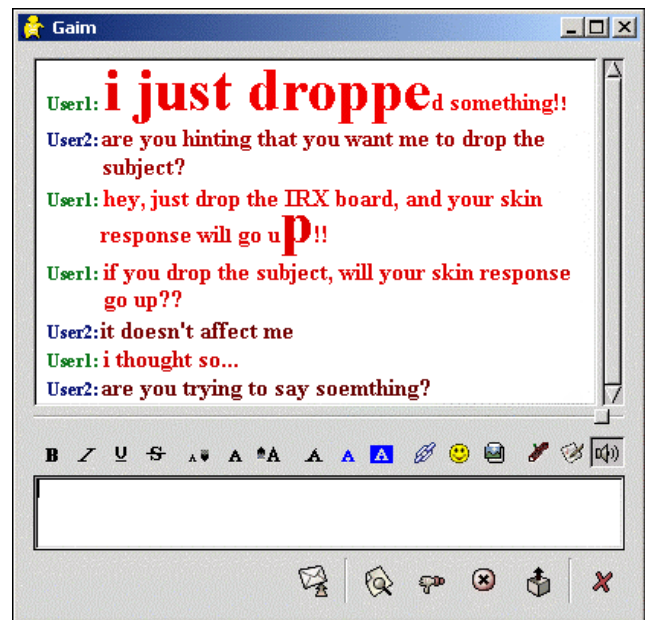 Gaim
User1: i just dropped something!!
User2: are you hinting that you want me to drop the
subject?
User1: hey, just drop the IRX board, and your skin
response will go up!!
User1: if you drop the subject, will your skin response
go up??
User2: it doesn't affect me
User1: i thought so...
User2: are you trying to say soemthing?
B I U S A A A A A A